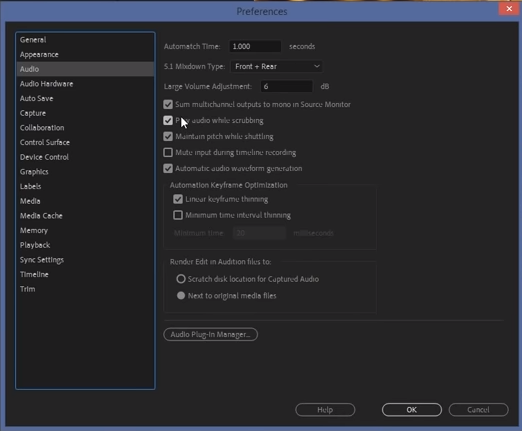 Preferences
General
Appearance
Audio
Audio Hardware
Auto Save
Capture
Collaboration
Control Surface
Device Control
Graphics
Labels
Media
Media Cache
Memory
Playback
Sync Settings
Timeline
Trim
Automatch Time: 1.000 seconds
5.1 Mixdown Type: Front + Rear
Large Volume Adjustment: 6 dB
Sum multichannel outputs to mono in Source Monitor
Play audio while scrubbing
Maintain pitch while shuttling
Mute input during timeline recording
Automatic audio waveform generation
Automation Keyframe Optimization
Linear keyframe thinning
Minimum time interval thinning
Minimum time: 20 milliseconds
Render Edit in Audition files to:
Scratch disk location for Captured Audio
Next to original media files
Audio Plug-In Manager...
Help OK Cancel